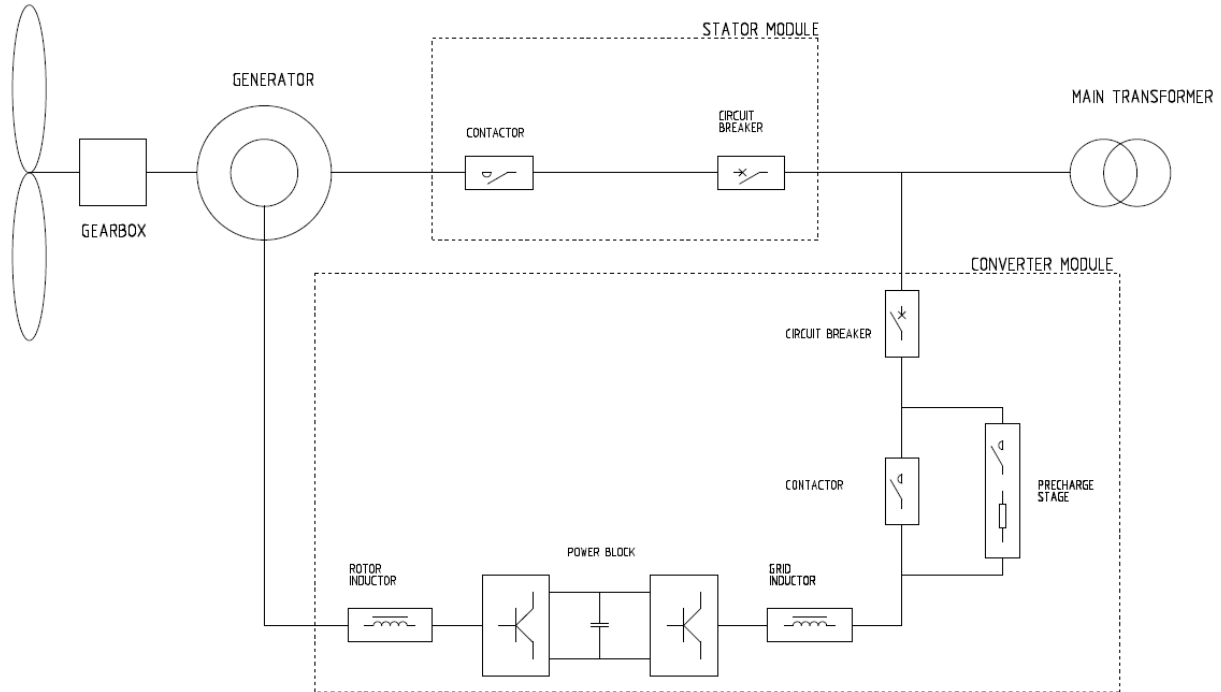 STATOR MODULE
GENERATOR
MAIN TRANSFORMER
CONTACTOR
CIRCUIT
BREAKER
GEARBOX
CONVERTER MODULE
CIRCUIT BREAKER
CONTACTOR
PRECHARGE
STAGE
POWER BLOCK
ROTOR
INDUCTOR
GRID
INDUCTOR